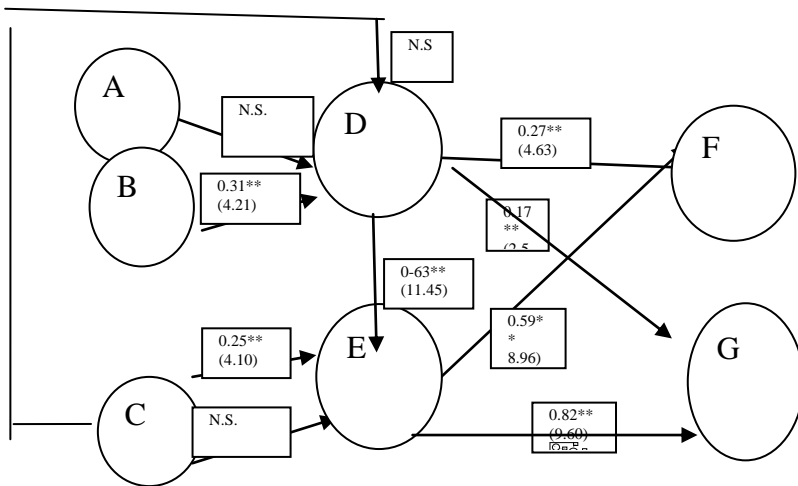 N.S
A
N.S.
D
0.27**
(4.63)
F
B
0.31**
(4.21)
0.17
**
(2.5
0-63**
(11.45)
0.25**
(4.10)
E
0.59*
*
8.96)
G
C
N.S.
0.82**
(9.60)